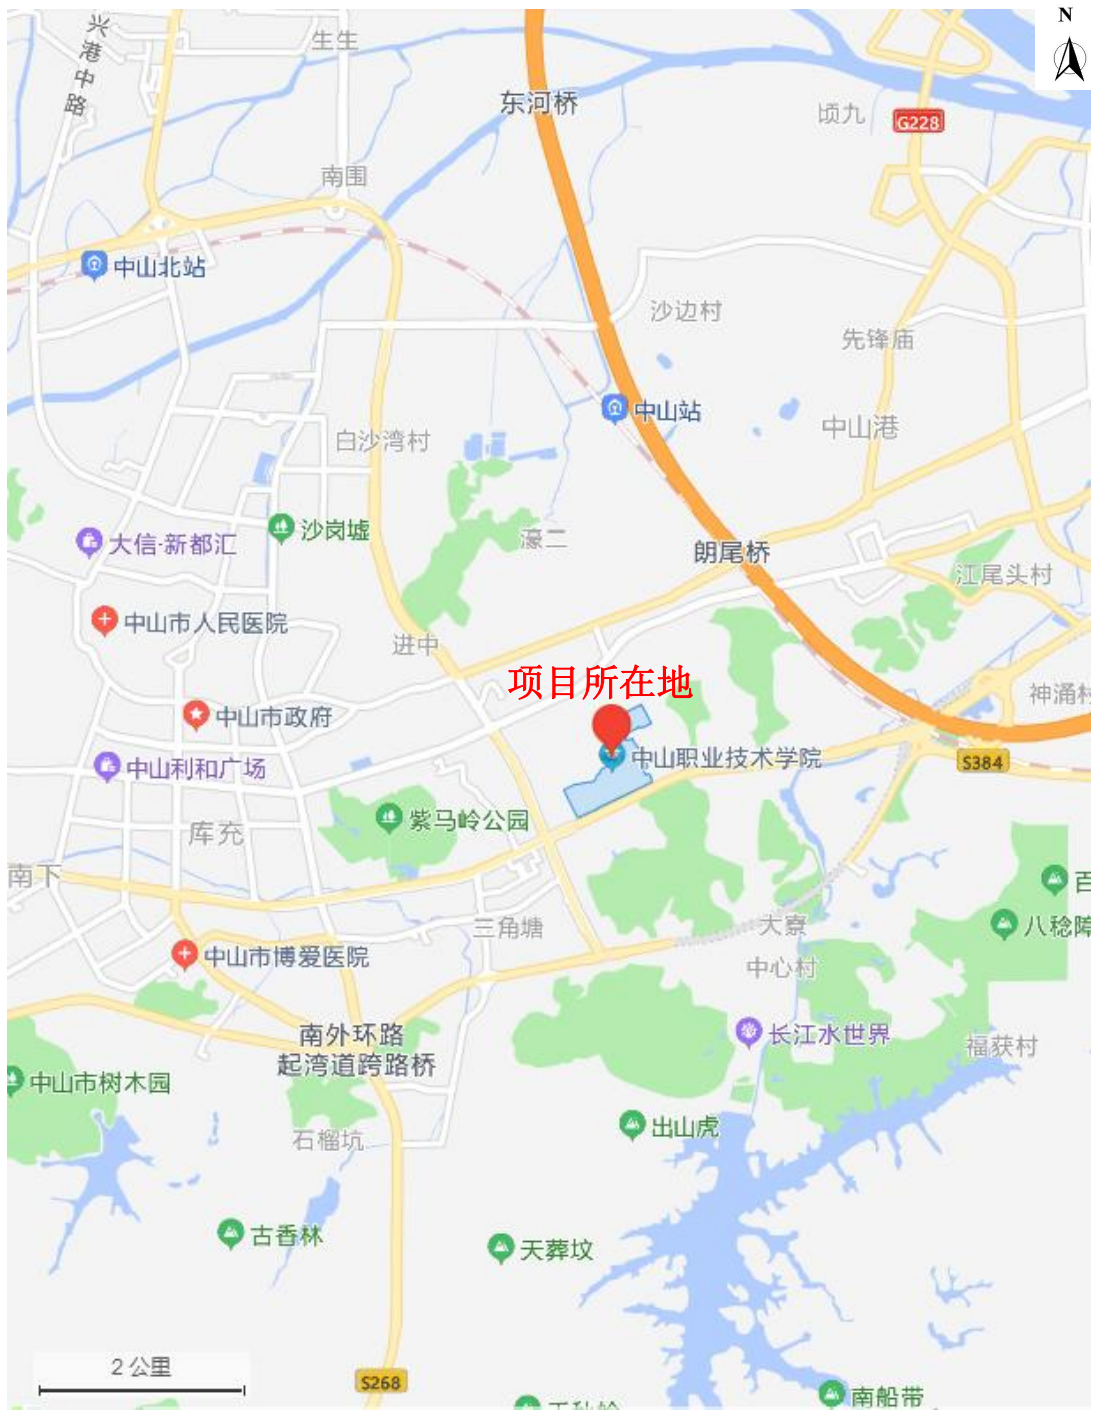 N
兴港中路
生生
东河桥
顷九
G228
南围
中山北站
沙边村
先锋庙
中山站
中山港
白沙湾村
沙岗墟
濠二
大信·新都汇
朗尾桥
江尾头村
中山市人民医院
进中
项目所在地
神涌村
中山市政府
中山职业技术学院
S384
中山利和广场
紫马岭公园
库充
南下
百
三角塘
大寮
八稔障
中山市博爱医院
中心村
南外环路
起湾道跨路桥
长江水世界
福获村
中山市树木园
出山虎
石榴坑
古香林
天葬坟
2 公里
S268
南船带